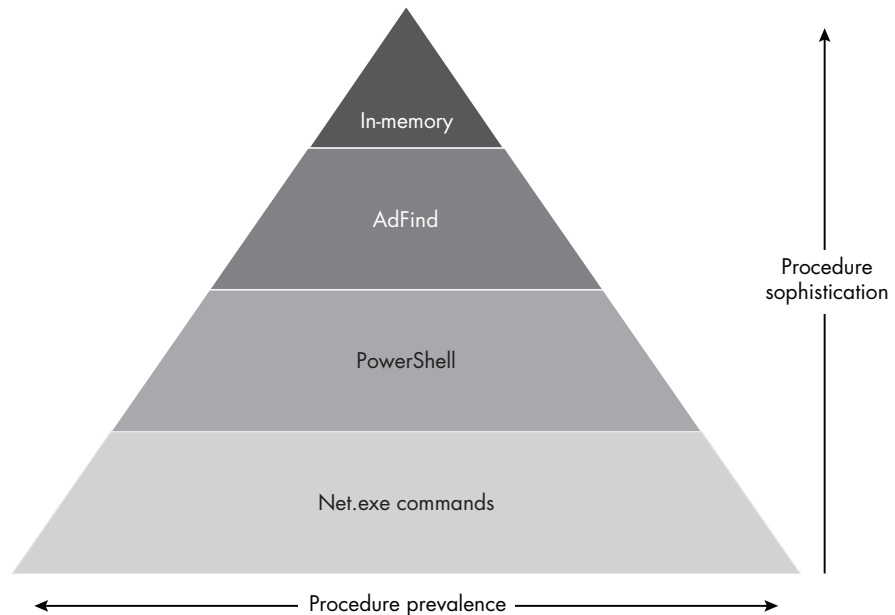 In-memory
AdFind
Procedure
sophistication
PowerShell
Net.exe commands
Procedure prevalence